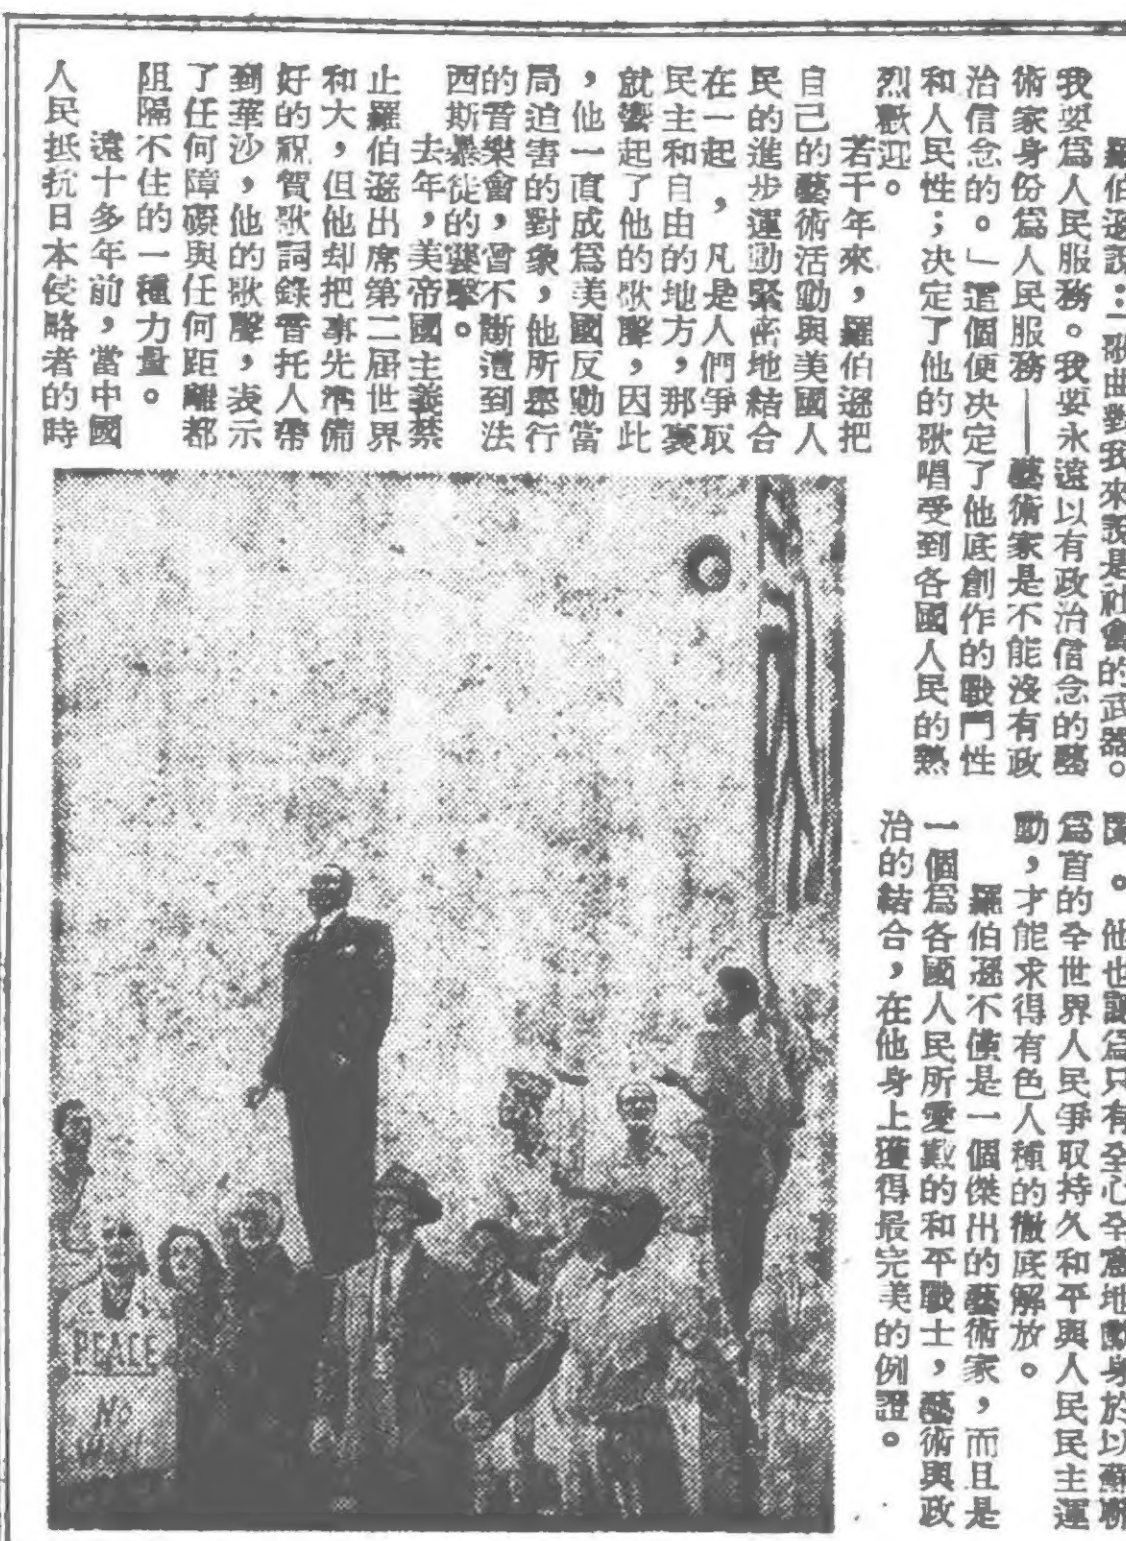 羅伯遜說：「歌曲對我來說是社會的武器。
我要爲人民服務。我要永遠以有政治信念的藝
術家身份爲人民服務——藝術家是不能沒有政
治信念的。」這個便决定了他底創作的戰鬥性
和人民性；决定了他的歌唱受到各國人民的熱
烈歡迎。
若干年來，羅伯遜把
自己的藝術活動與美國人
民的進步運動緊密地結合
在一起，凡是人們爭取
民主和自由的地方，那裏
就響起了他的歌聲，因此
，他一直成爲美國反動當
局迫害的對象，他所舉行
的音樂會，曾不斷遭到法
西斯暴徒的襲擊。
去年，美帝國主義禁
止羅伯遜出席第二屆世界
和大，但他却把事先準備
好的祝賀歌詞錄音托人帶
到華沙，他的歌聲，表示
了任何障礙與任何距離都
阻隔不住的一種力量。
遠十多年前，當中國
人民抵抗日本侵略者的時
。他也認爲只有全心全意地獻身於以蘇聯
爲首的全世界人民爭取持久和平與人民民主運
動，才能求得有色人種的徹底解放。
羅伯遜不僅是一個傑出的藝術家，而且是
一個爲各國人民所愛戴的和平戰士，藝術與政
治的結合，在他身上獲得最完美的例證。
PEACE
No
War!